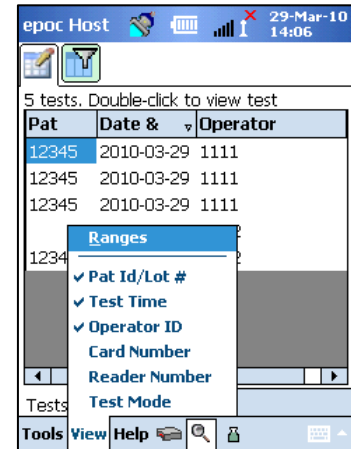 epoc Host 29-Mar-10
14:06
5 tests. Double-click to view test
Pat Date & Operator
12345 2010-03-29 1111
12345 2010-03-29 1111
12345 2010-03-29 1111
1234
Ranges
Pat Id/Lot #
Test Time
Operator ID
Card Number
Reader Number
Test Mode
Tests
Tools View Help